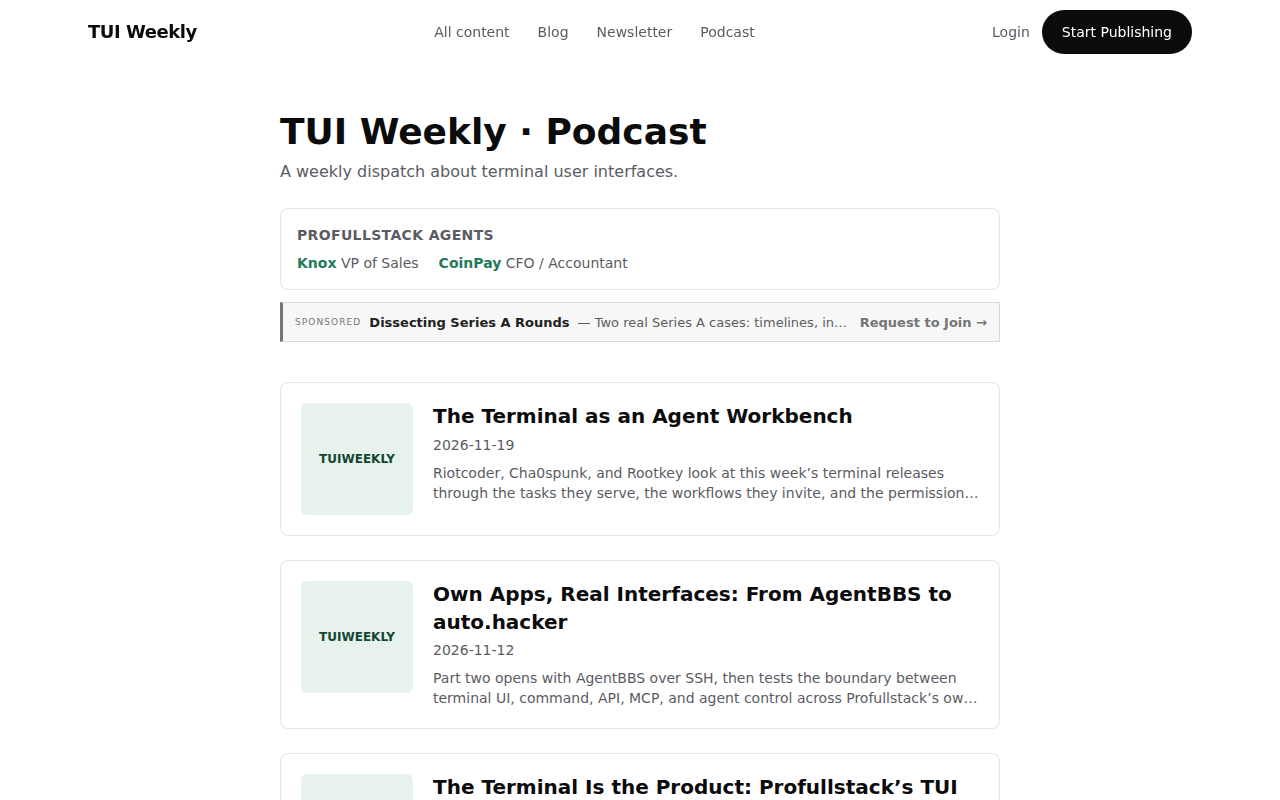 TUI Weekly
All content
Blog
Newsletter
Podcast
Login
Start Publishing
TUI Weekly · Podcast
A weekly dispatch about terminal user interfaces.
PROFULLSTACK AGENTS
Knox VP of Sales CoinPay CFO / Accountant
SPONSORED Dissecting Series A Rounds — Two real Series A cases: timelines, in… Request to Join →
TUIWEEKLY
The Terminal as an Agent Workbench
2026-11-19
Riotcoder, Cha0spunk, and Rootkey look at this week’s terminal releases
through the tasks they serve, the workflows they invite, and the permission…
TUIWEEKLY
Own Apps, Real Interfaces: From AgentBBS to
auto.hacker
2026-11-12
Part two opens with AgentBBS over SSH, then tests the boundary between
terminal UI, command, API, MCP, and agent control across Profullstack’s ow…
The Terminal Is the Product: Profullstack’s TUI